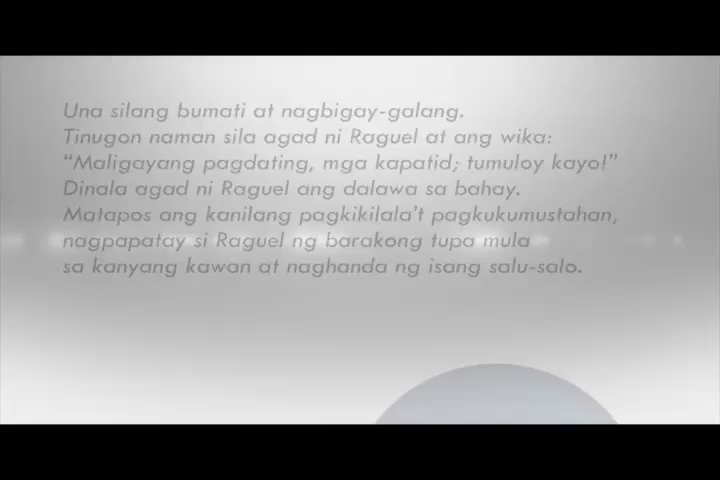 Una silang bumati at nagbigay-galang.
Tinugon naman sila agad ni Raguel at ang wika:
“Maligayang pagdating, mga kapatid; tumuloy kayo!”
Dinala agad ni Raguel ang dalawa sa bahay.
Matapos ang kanilang pagkikilala’t pagkukumustahan,
nagpapatay si Raguel ng barakong tupa mula
sa kanyang kawan at naghanda ng isang salu-salo.